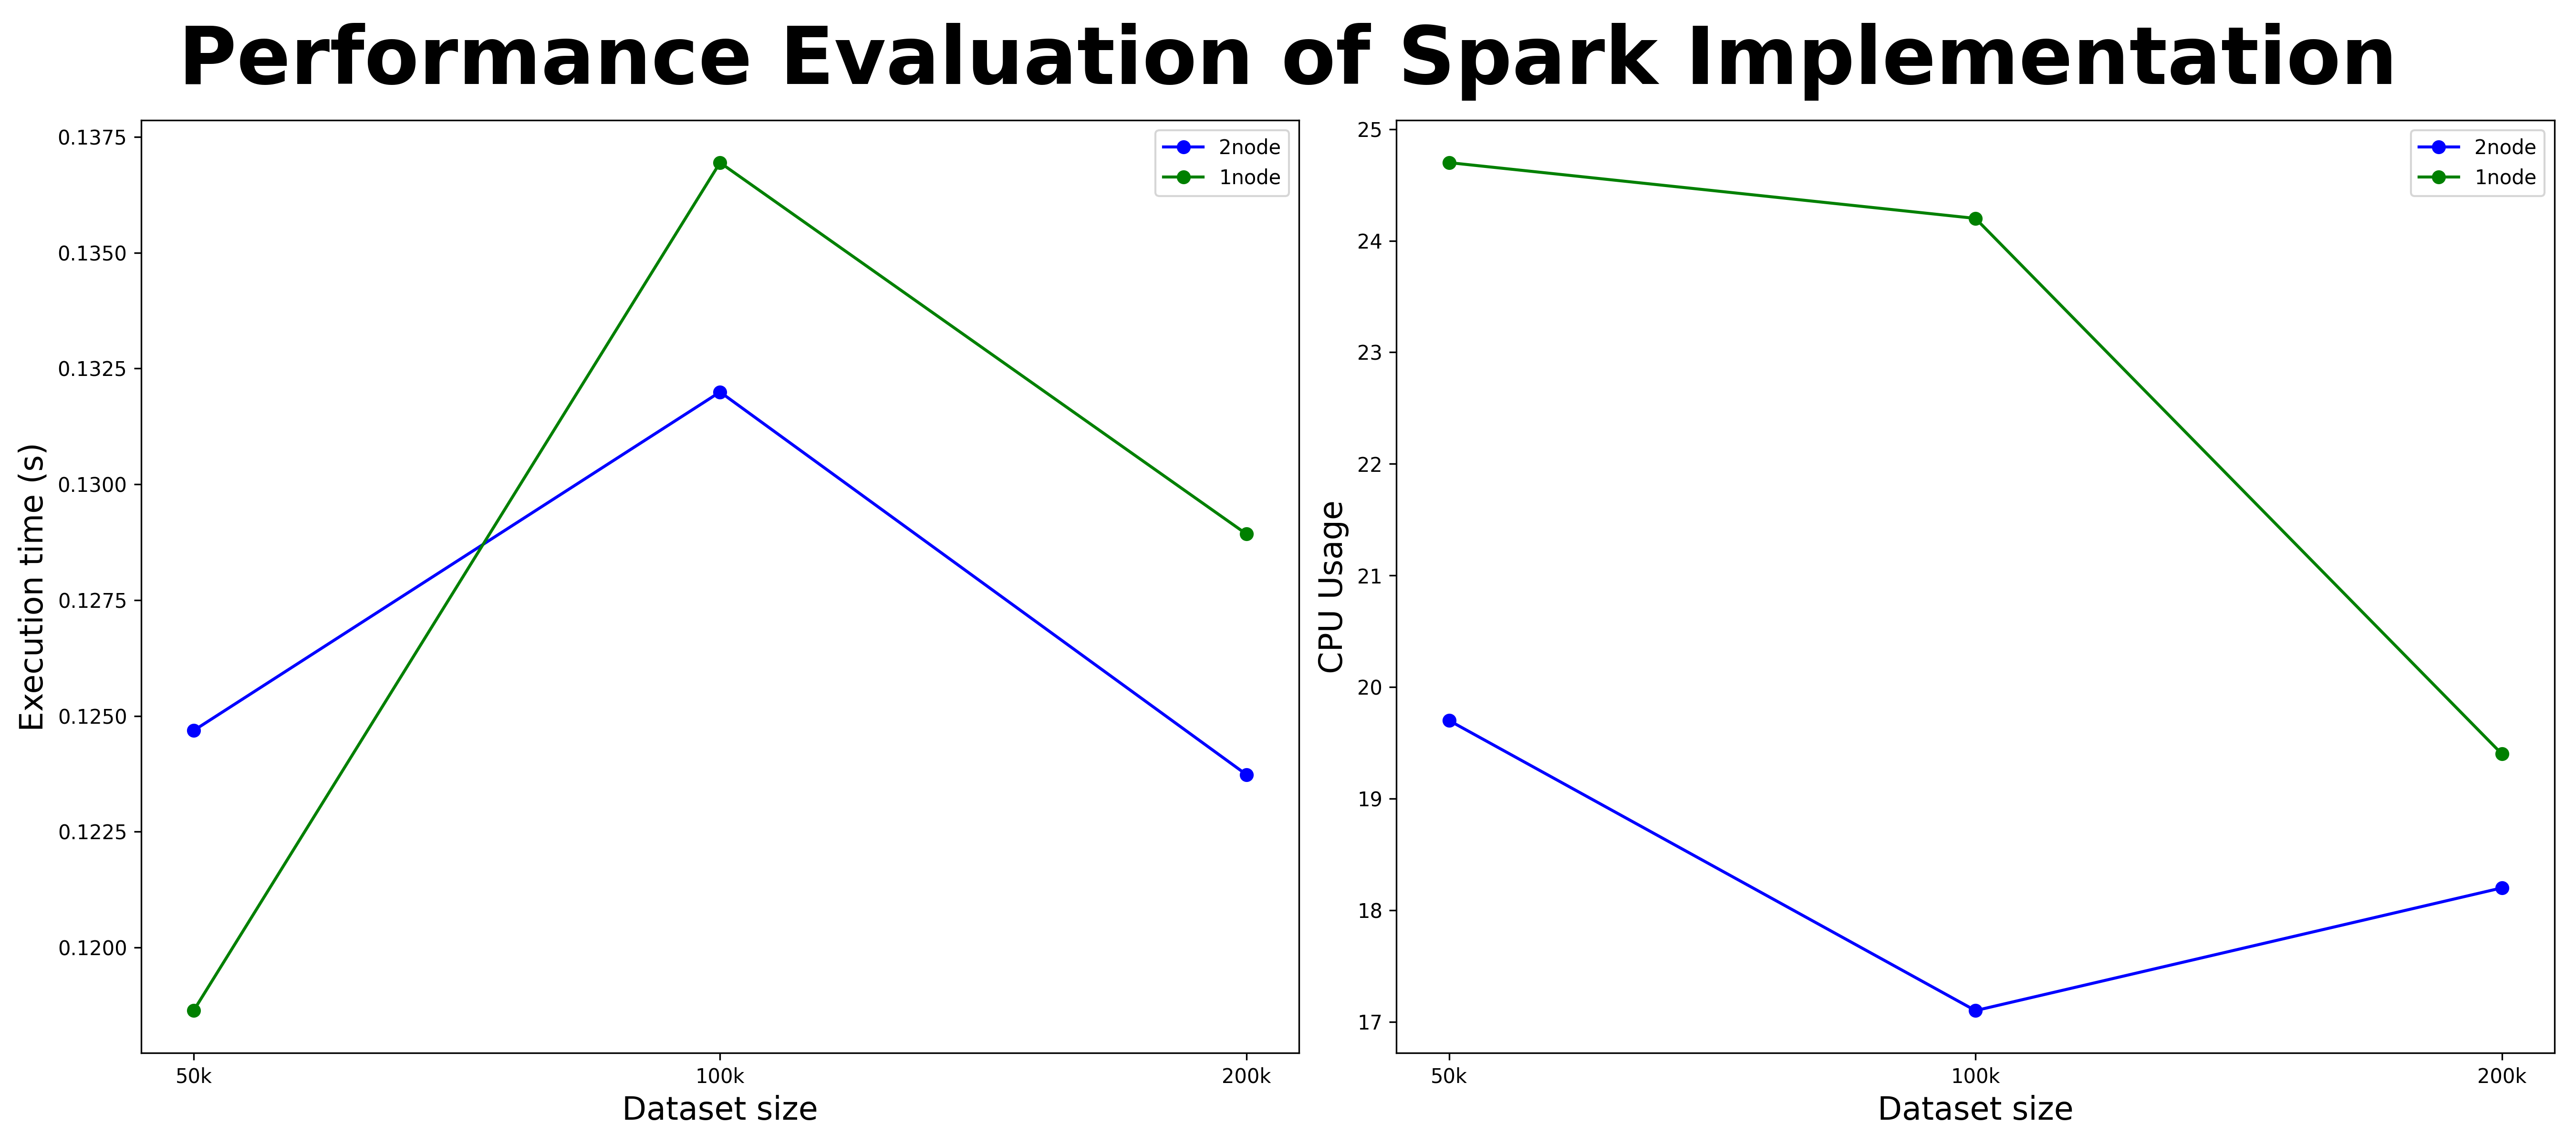 Performance Evaluation of Spark Implementation
Execution time (s)
0.1375
0.1350
0.1325
0.1300
0.1275
0.1250
0.1225
0.1200
50k
100k
200k
Dataset size
2node
1node
CPU Usage
25
24
23
22
21
20
19
18
17
50k
100k
200k
Dataset size
2node
1node